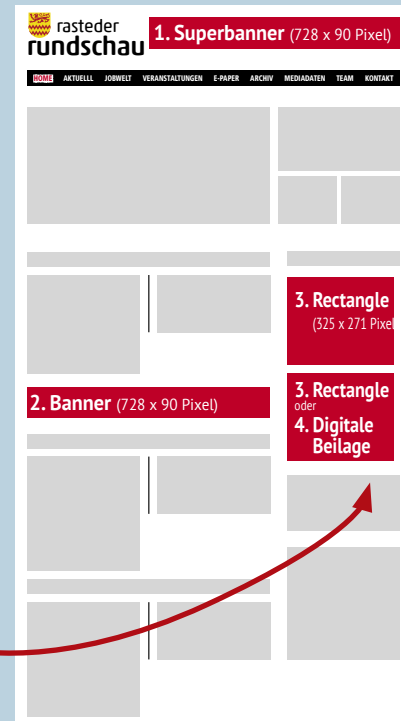 rasteder
rundschau
1. Superbanner (728 x 90 Pixel)
HOME AKTUELLL JOBWELT VERANSTALTUNGEN E-PAPER ARCHIV MEDIADATEN TEAM KONTAKT
3. Rectangle
(325 x 271 Pixel
2. Banner (728 x 90 Pixel)
3. Rectangle
oder
4. Digitale
Beilage